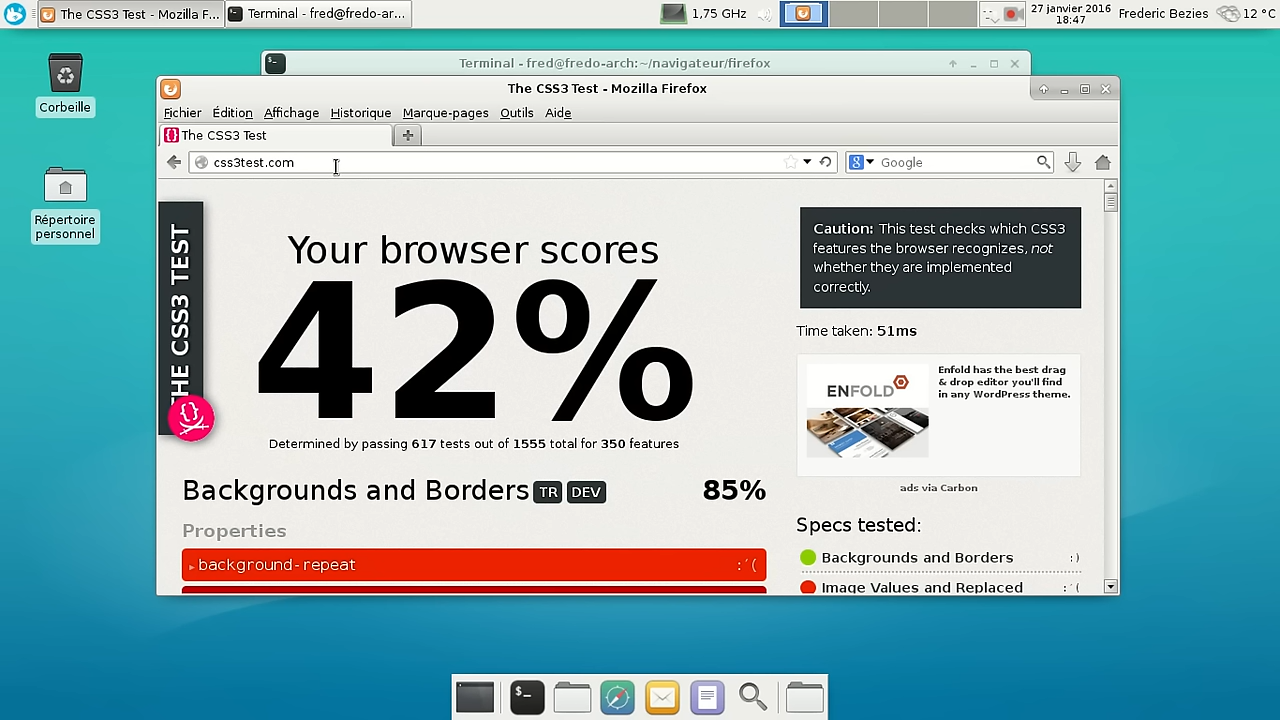 The CSS3 Test - Mozilla F...
Terminal - fred@fredo-ar...
1,75 GHz
27 janvier 2016
18:47
Frederic Bezies
12 °C
Corbeille
Répertoire
personnel
Terminal - fred@fredo-arch:~/navigateur/firefox
The CSS3 Test - Mozilla Firefox
Fichier Édition Affichage Historique Marque-pages Outils Aide
The CSS3 Test
css3test.com
Google
THE CSS3 TEST
Your browser scores
42%
Determined by passing 617 tests out of 1555 total for 350 features
Backgrounds and Borders TR DEV 85%
Properties
background-repeat :´(
Caution: This test checks which CSS3
features the browser recognizes, not
whether they are implemented
correctly.
Time taken: 51ms
ENFOLD
Enfold has the best drag
& drop editor you'll find
in any WordPress theme.
ads via Carbon
Specs tested:
Backgrounds and Borders :)
Image Values and Replaced :´(